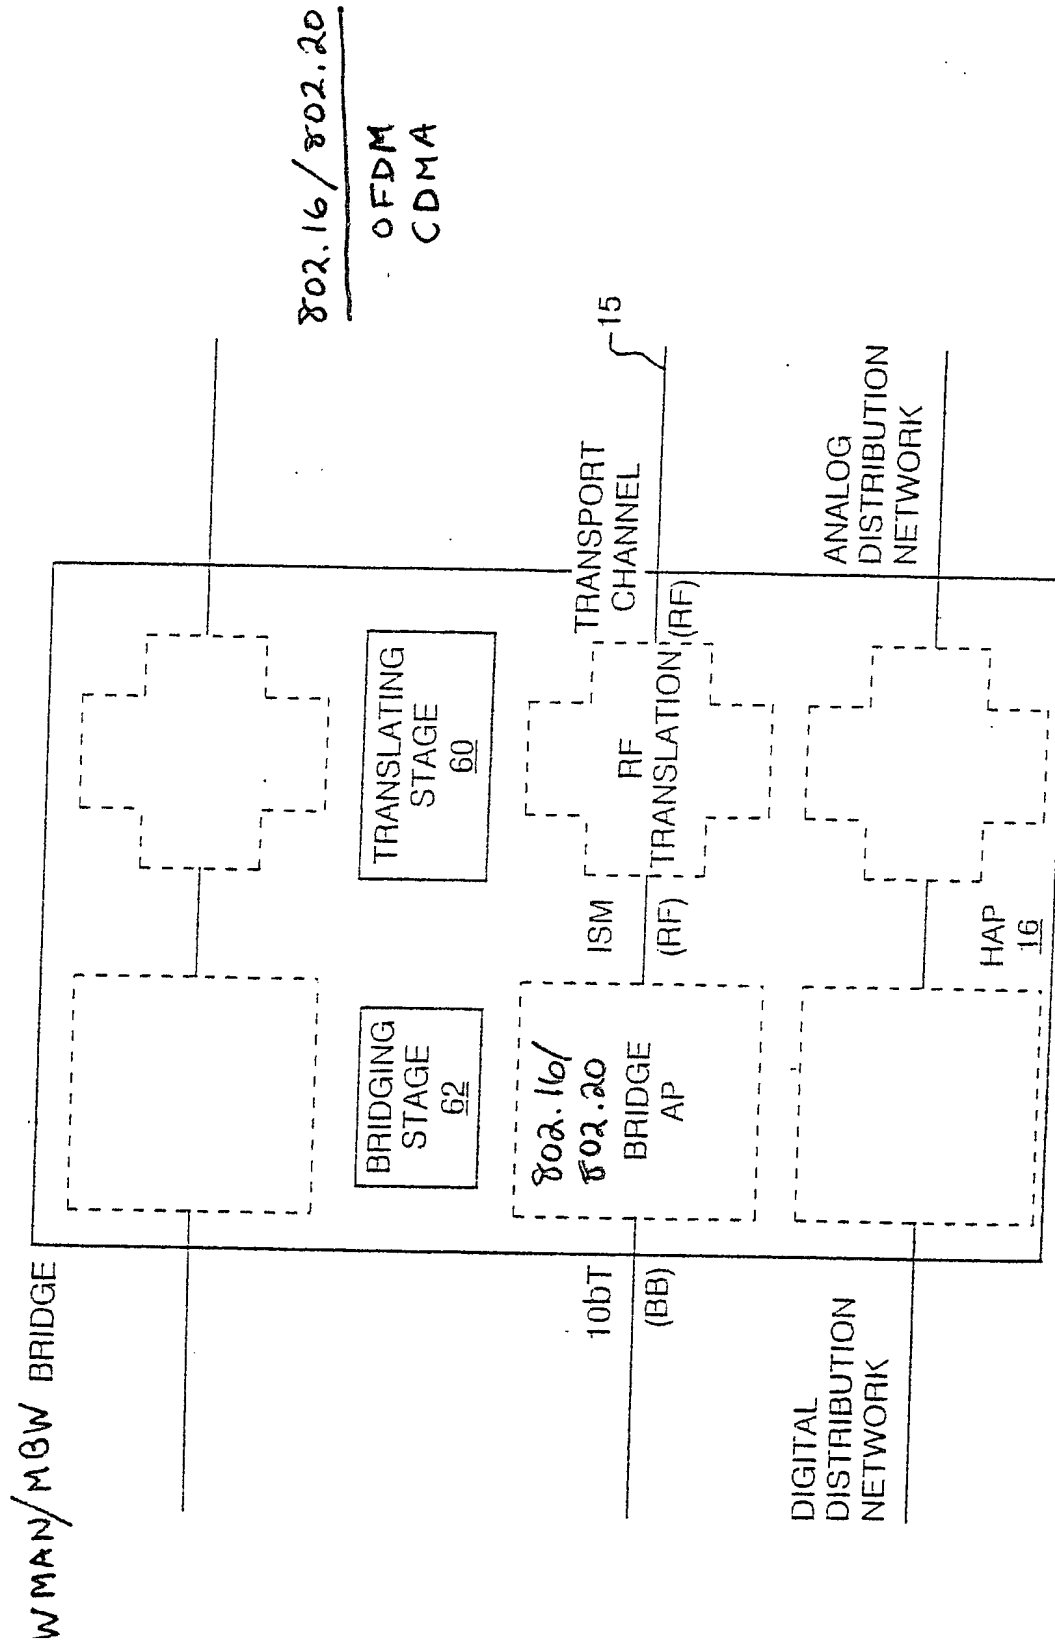 WMAN/MBW BRIDGE
802.16/802.20
OFDM
CDMA
BRIDGING
STAGE
62
TRANSLATING
STAGE
60
10bT
(BB)
802.16/
802.20
BRIDGE
AP
ISM
(RF)
RF
TRANSLATION
(RF)
TRANSPORT
CHANNEL
15
DIGITAL
DISTRIBUTION
NETWORK
HAP
16
ANALOG
DISTRIBUTION
NETWORK